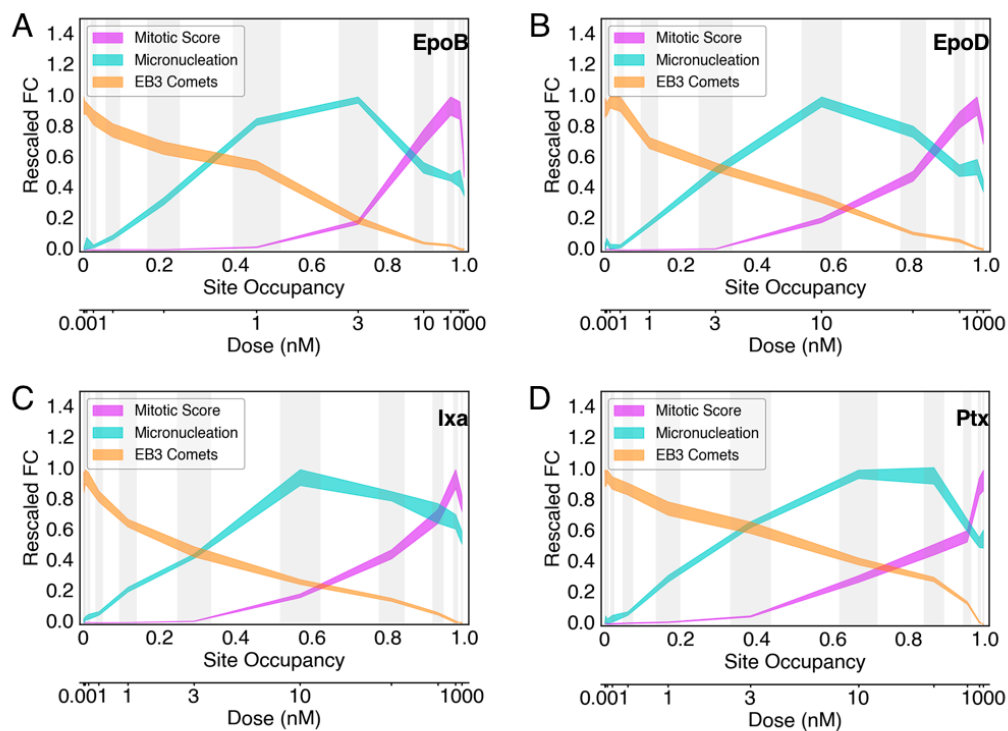 A
EpoB
Mitotic Score
Micronucleation
EB3 Comets
Rescaled FC
1.4
1.2
1.0
0.8
0.6
0.4
0.2
0.0
0 0.2 0.4 0.6 0.8 1.0
Site Occupancy
0.001 1 3 10 1000
Dose (nM)
B
EpoD
Mitotic Score
Micronucleation
EB3 Comets
Rescaled FC
1.4
1.2
1.0
0.8
0.6
0.4
0.2
0.0
0 0.2 0.4 0.6 0.8 1.0
Site Occupancy
0.001 1 3 10 1000
Dose (nM)
C
Ixa
Mitotic Score
Micronucleation
EB3 Comets
Rescaled FC
1.4
1.2
1.0
0.8
0.6
0.4
0.2
0.0
0 0.2 0.4 0.6 0.8 1.0
Site Occupancy
0.001 1 3 10 1000
Dose (nM)
D
Ptx
Mitotic Score
Micronucleation
EB3 Comets
Rescaled FC
1.4
1.2
1.0
0.8
0.6
0.4
0.2
0.0
0 0.2 0.4 0.6 0.8 1.0
Site Occupancy
0.001 1 3 10 1000
Dose (nM)